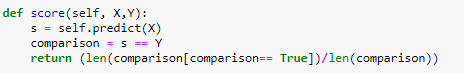 def score(self, X,Y):
    s = self.predict(X)
    comparison = s == Y
    return (len(comparison[comparison== True])/len(comparison))